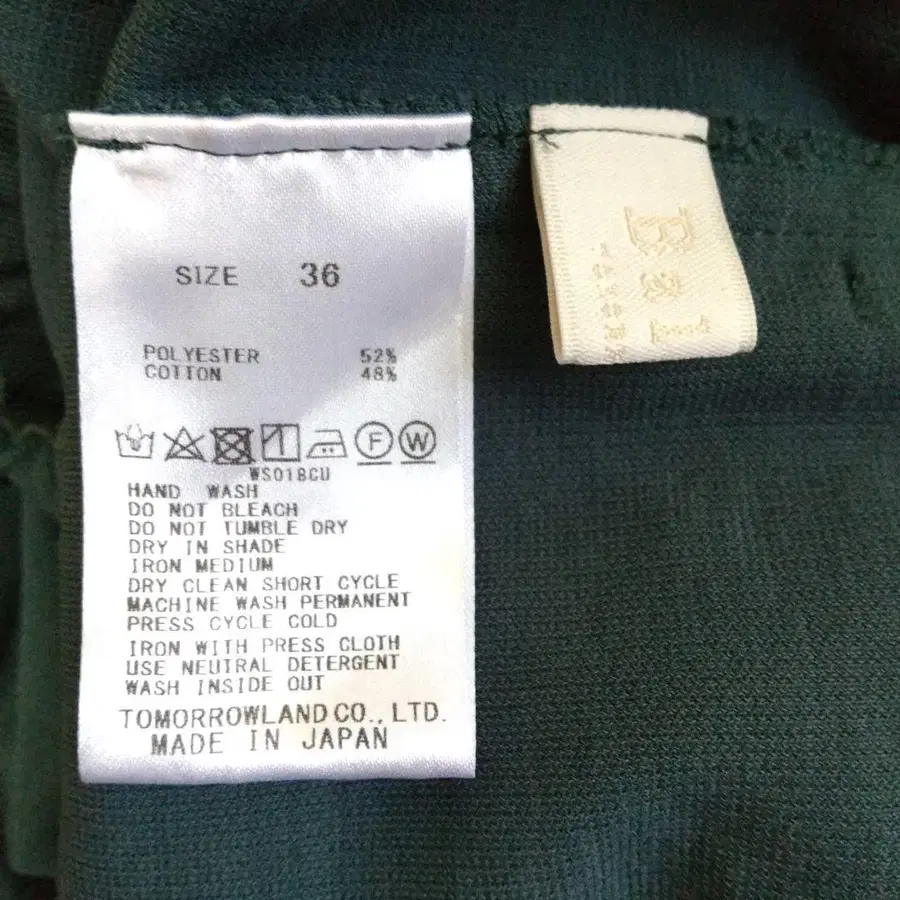 SIZE 36
POLYESTER 52%
COTTON 48%
F W
WS01BCU
HAND WASH
DO NOT BLEACH
DO NOT TUMBLE DRY
DRY IN SHADE
IRON MEDIUM
DRY CLEAN SHORT CYCLE
MACHINE WASH PERMANENT
PRESS CYCLE COLD
IRON WITH PRESS CLOTH
USE NEUTRAL DETERGENT
WASH INSIDE OUT
TOMORROWLAND CO., LTD.
MADE IN JAPAN